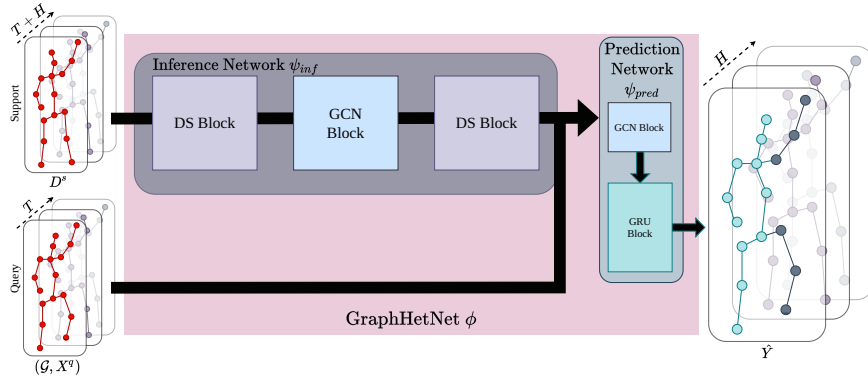 T + H
Support
D^s
T
Query
(𝒢, X^q)
Inference Network ψ_inf
DS Block
GCN
Block
DS Block
GraphHetNet ϕ
Prediction
Network
ψ_pred
GCN Block
GRU
Block
H
Ŷ